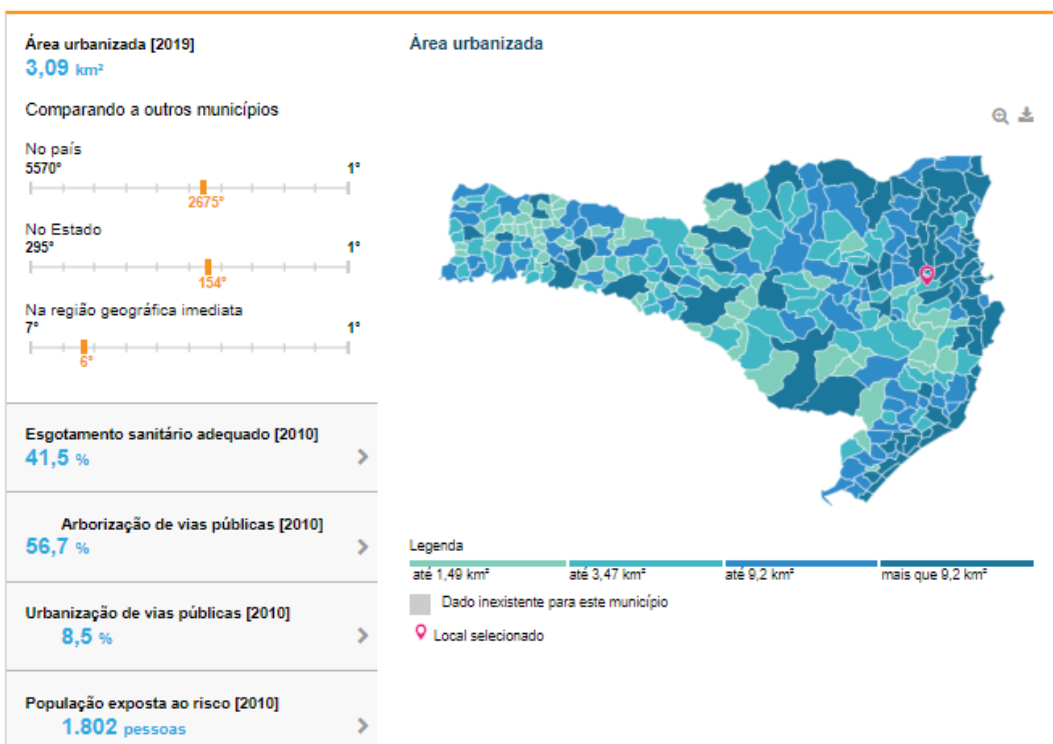 Área urbanizada [2019]
3,09 km²
Comparando a outros municípios
No país
5570° 1°
2675°
No Estado
295° 1°
154°
Na região geográfica imediata
7° 1°
6°
Esgotamento sanitário adequado [2010]
41,5 %
Arborização de vias públicas [2010]
56,7 %
Urbanização de vias públicas [2010]
8,5 %
População exposta ao risco [2010]
1.802 pessoas
Área urbanizada
Legenda
até 1,49 km² até 3,47 km² até 9,2 km² mais que 9,2 km²
Dado inexistente para este município
Local selecionado